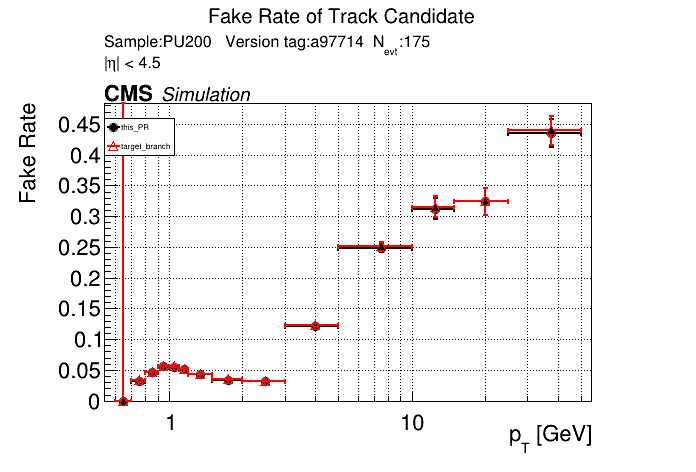 Fake Rate of Track Candidate
Sample:PU200 Version tag:a97714 Nevt:175
|η| < 4.5
CMS Simulation
Fake Rate
this_PR
target_branch
0.45
0.4
0.35
0.3
0.25
0.2
0.15
0.1
0.05
0
1
10
pT [GeV]